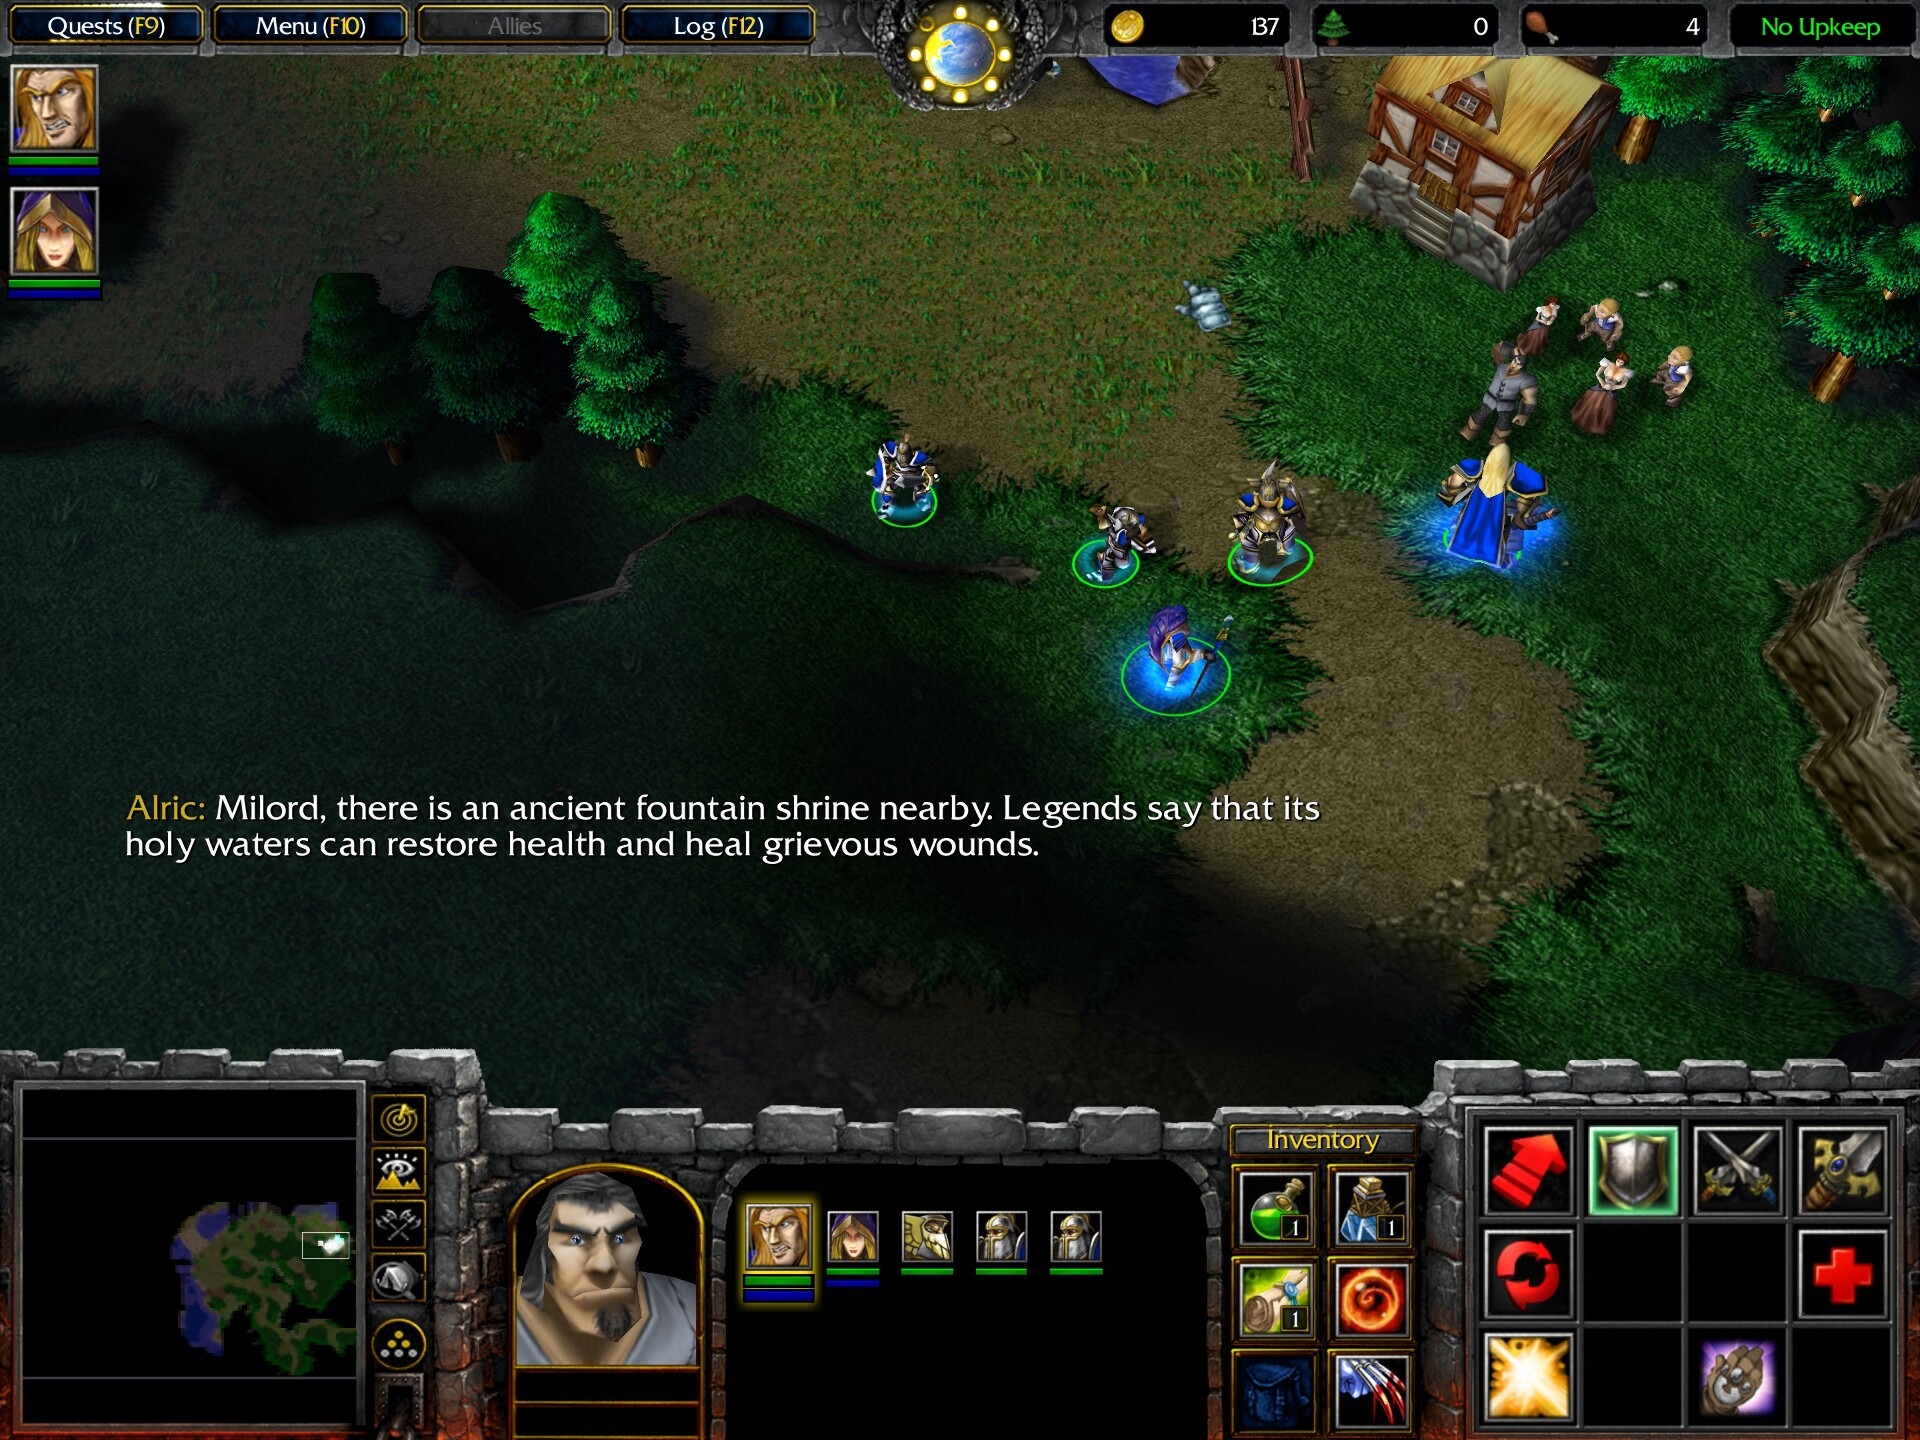 Quests (F9) Menu (F10) Allies Log (F12) 137 0 4 No Upkeep
Alric: Milord, there is an ancient fountain shrine nearby. Legends say that its
holy waters can restore health and heal grievous wounds.
Inventory
1 1
1